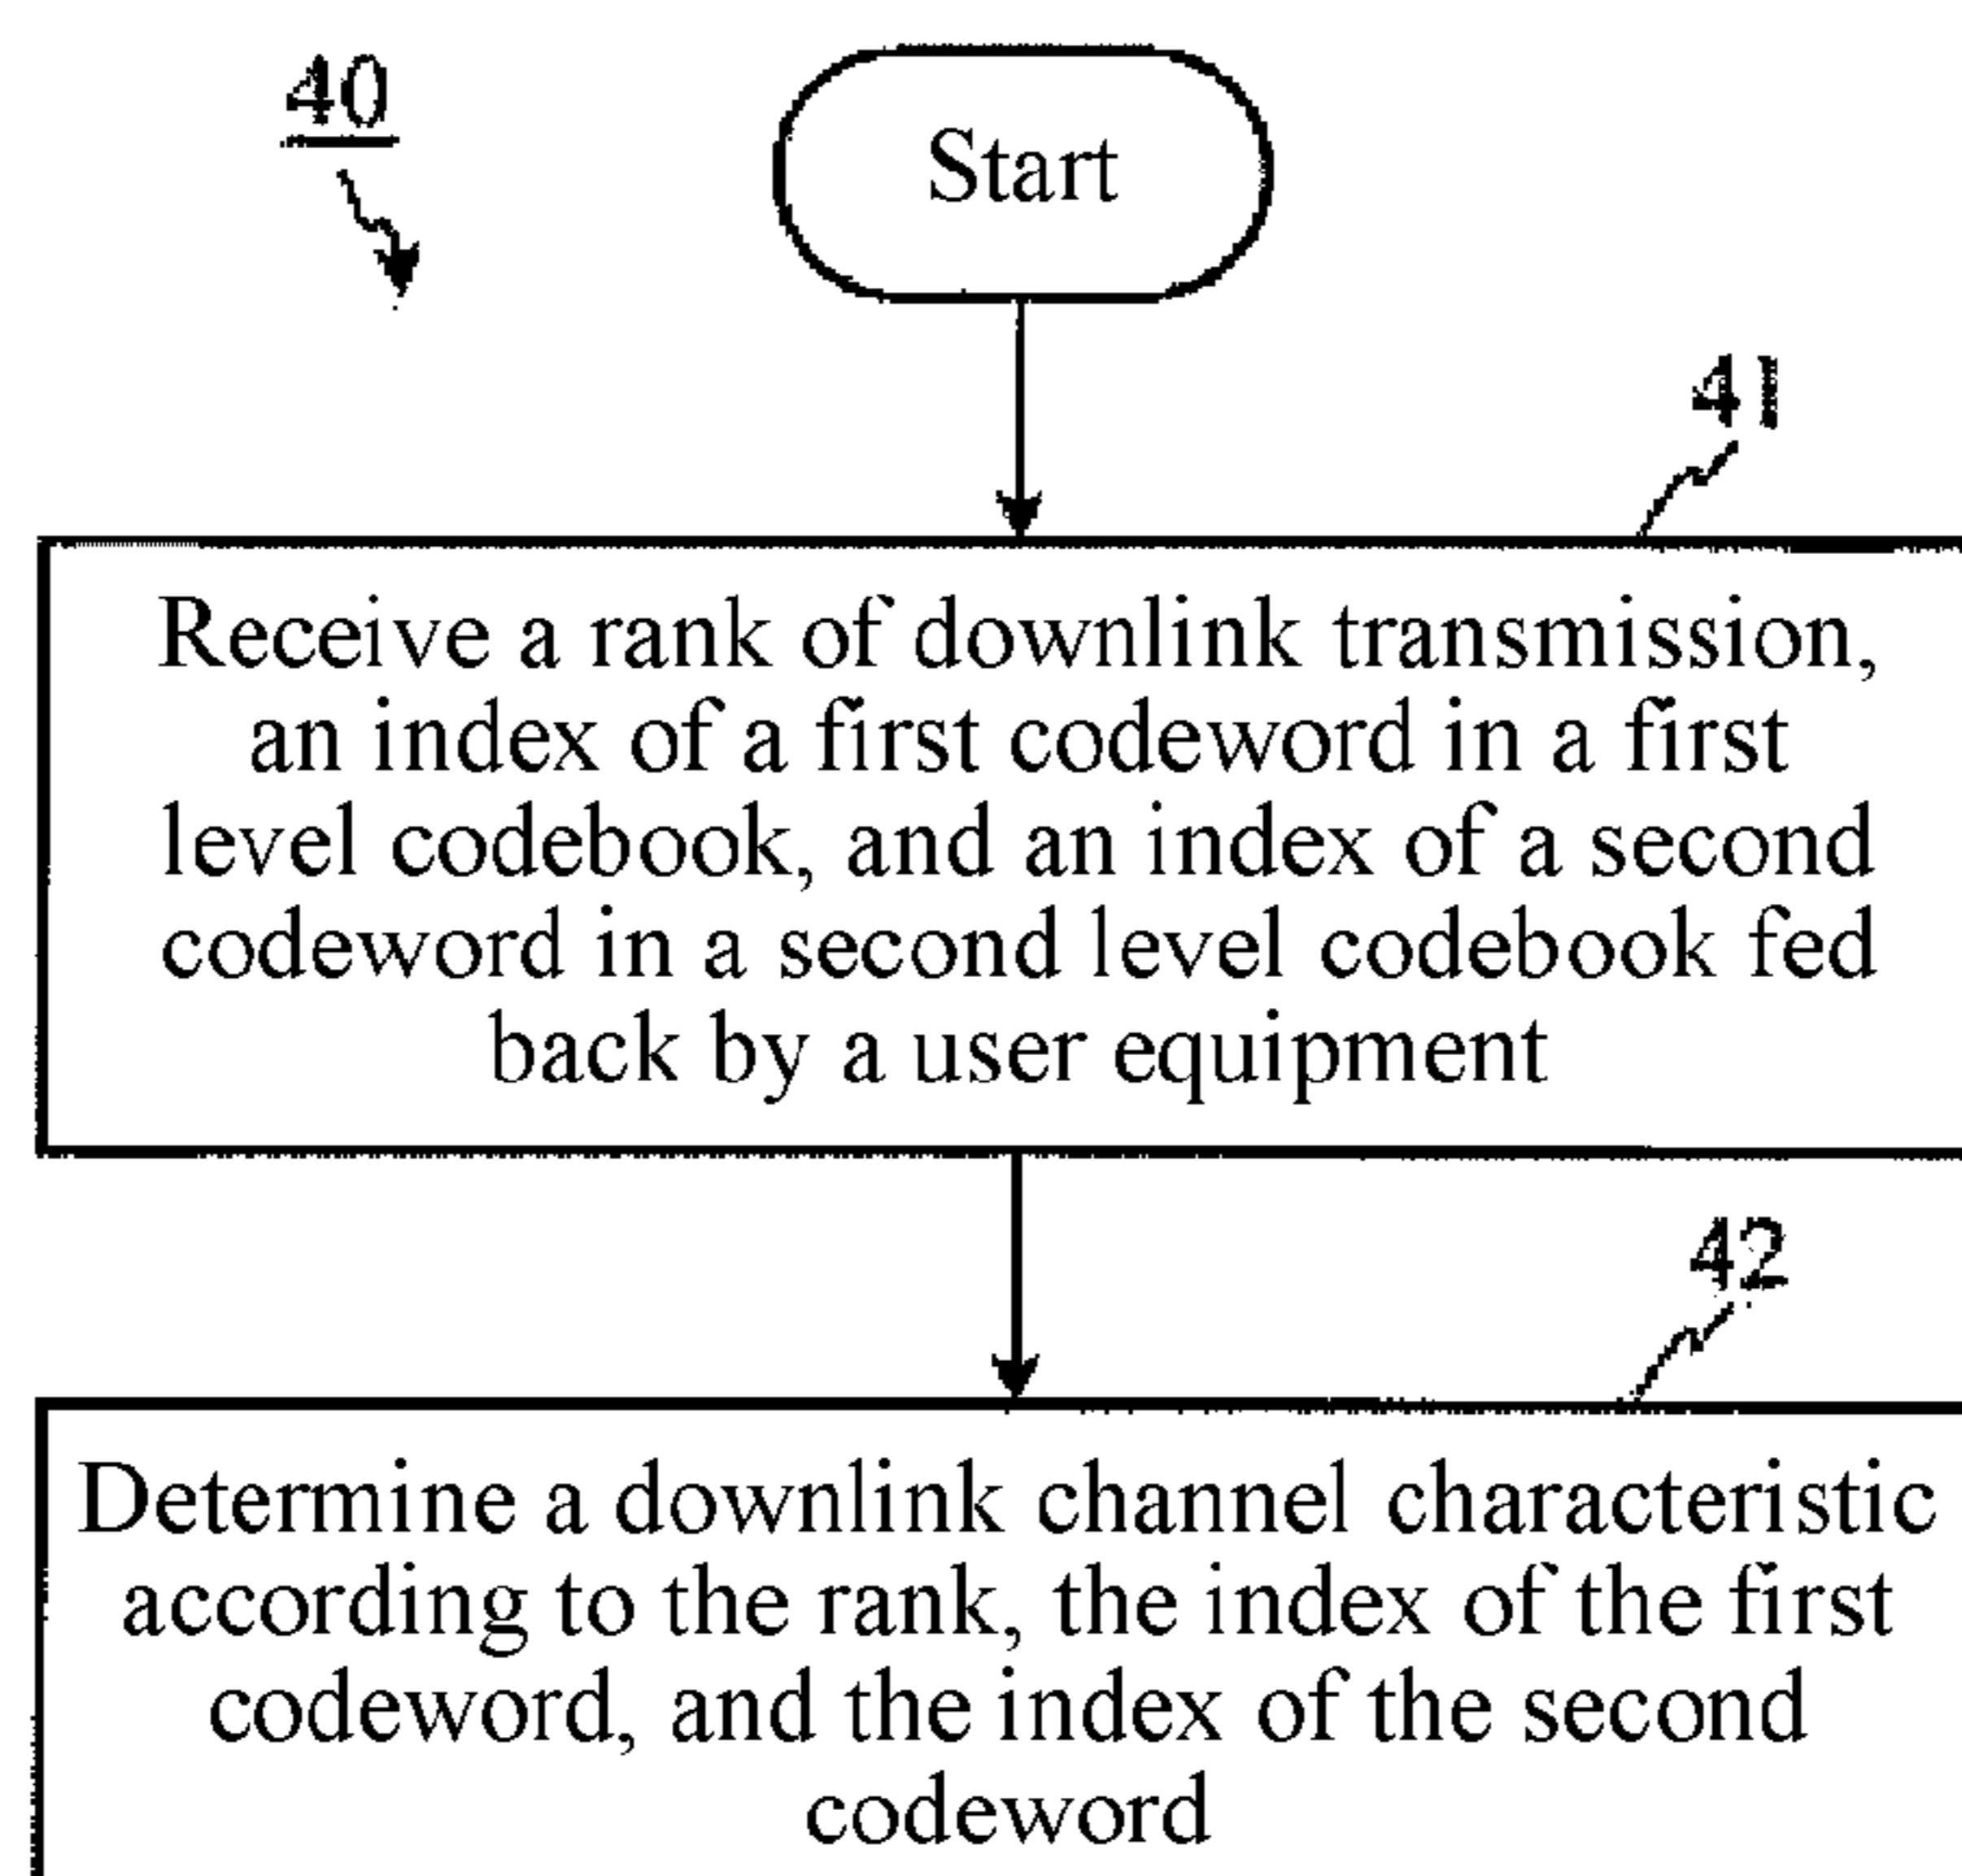 40
Start
41
Receive a rank of downlink transmission,
an index of a first codeword in a first
level codebook, and an index of a second
codeword in a second level codebook fed
back by a user equipment
42
Determine a downlink channel characteristic
according to the rank, the index of the first
codeword, and the index of the second
codeword